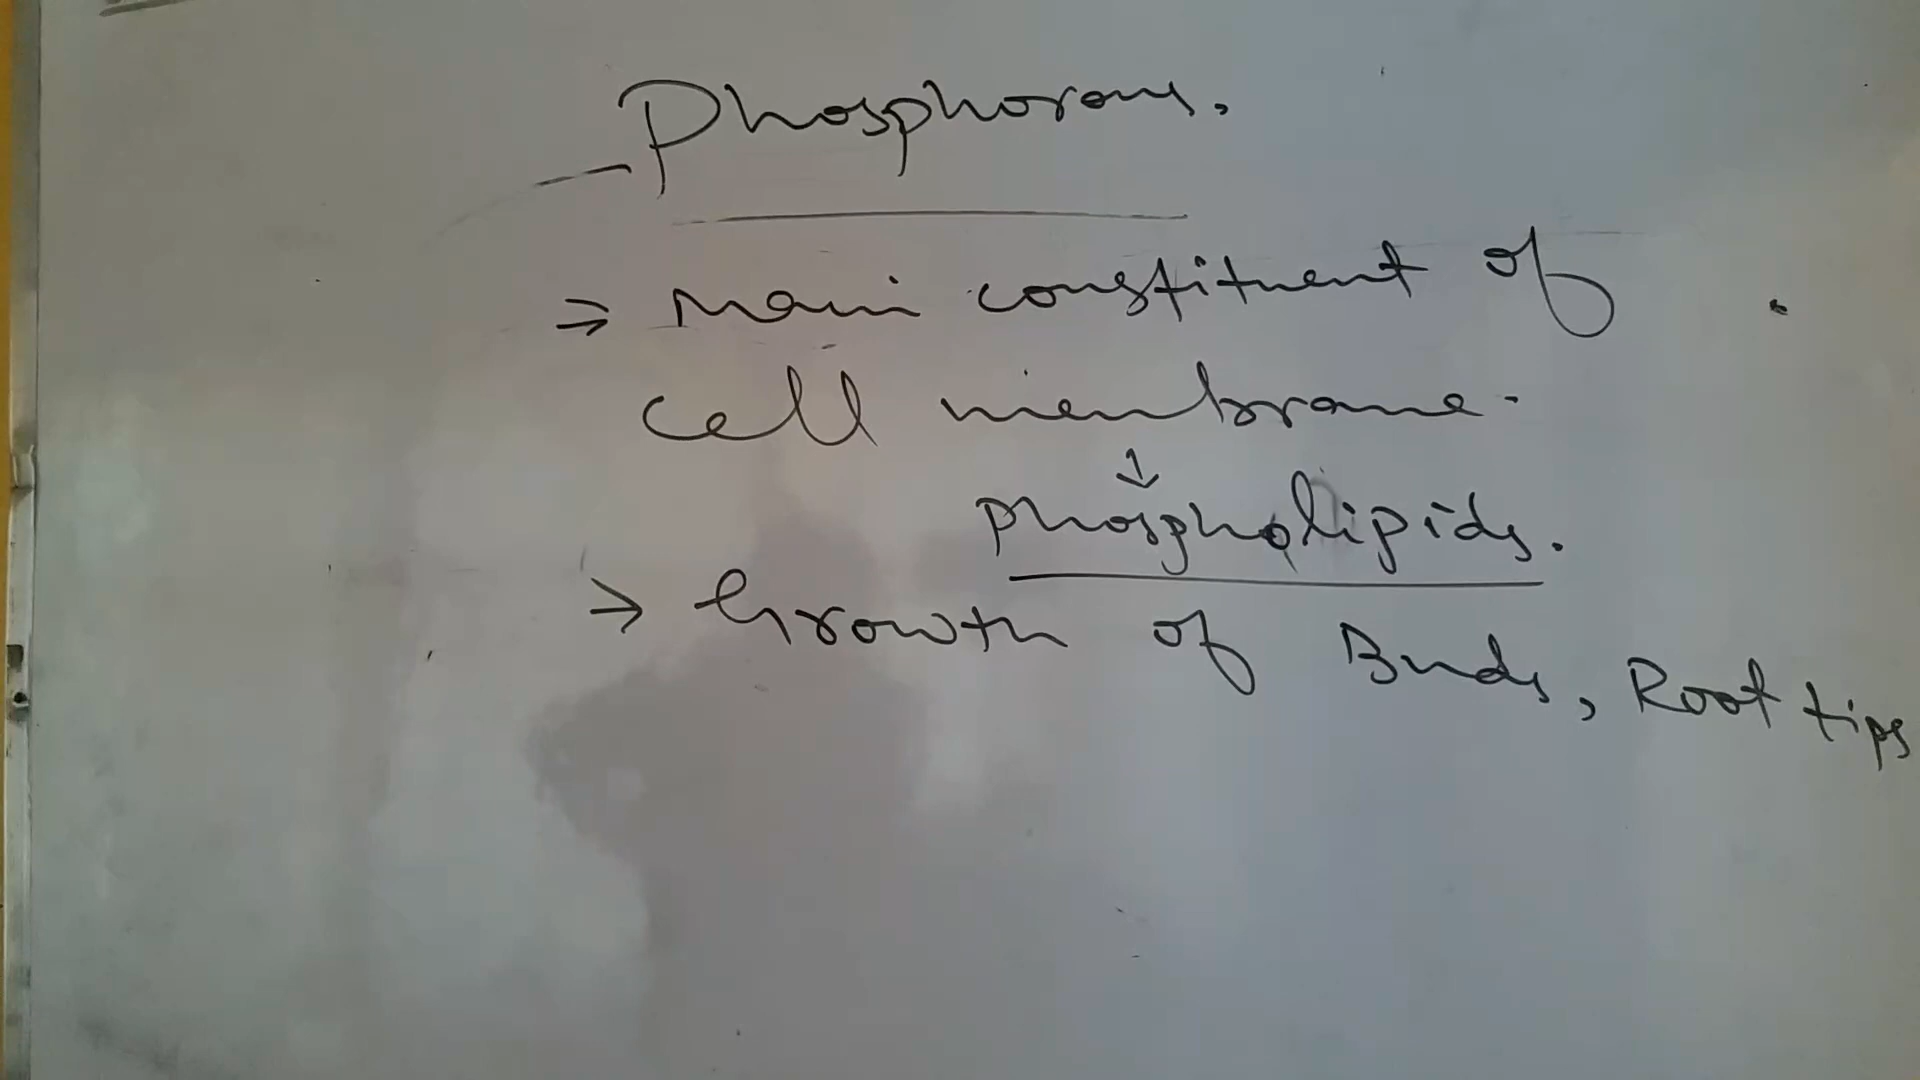 Phosphorous.
⇒ Main constituent of
cell membrane.
↓
phospholipids.
→ Growth of Buds, Root tips